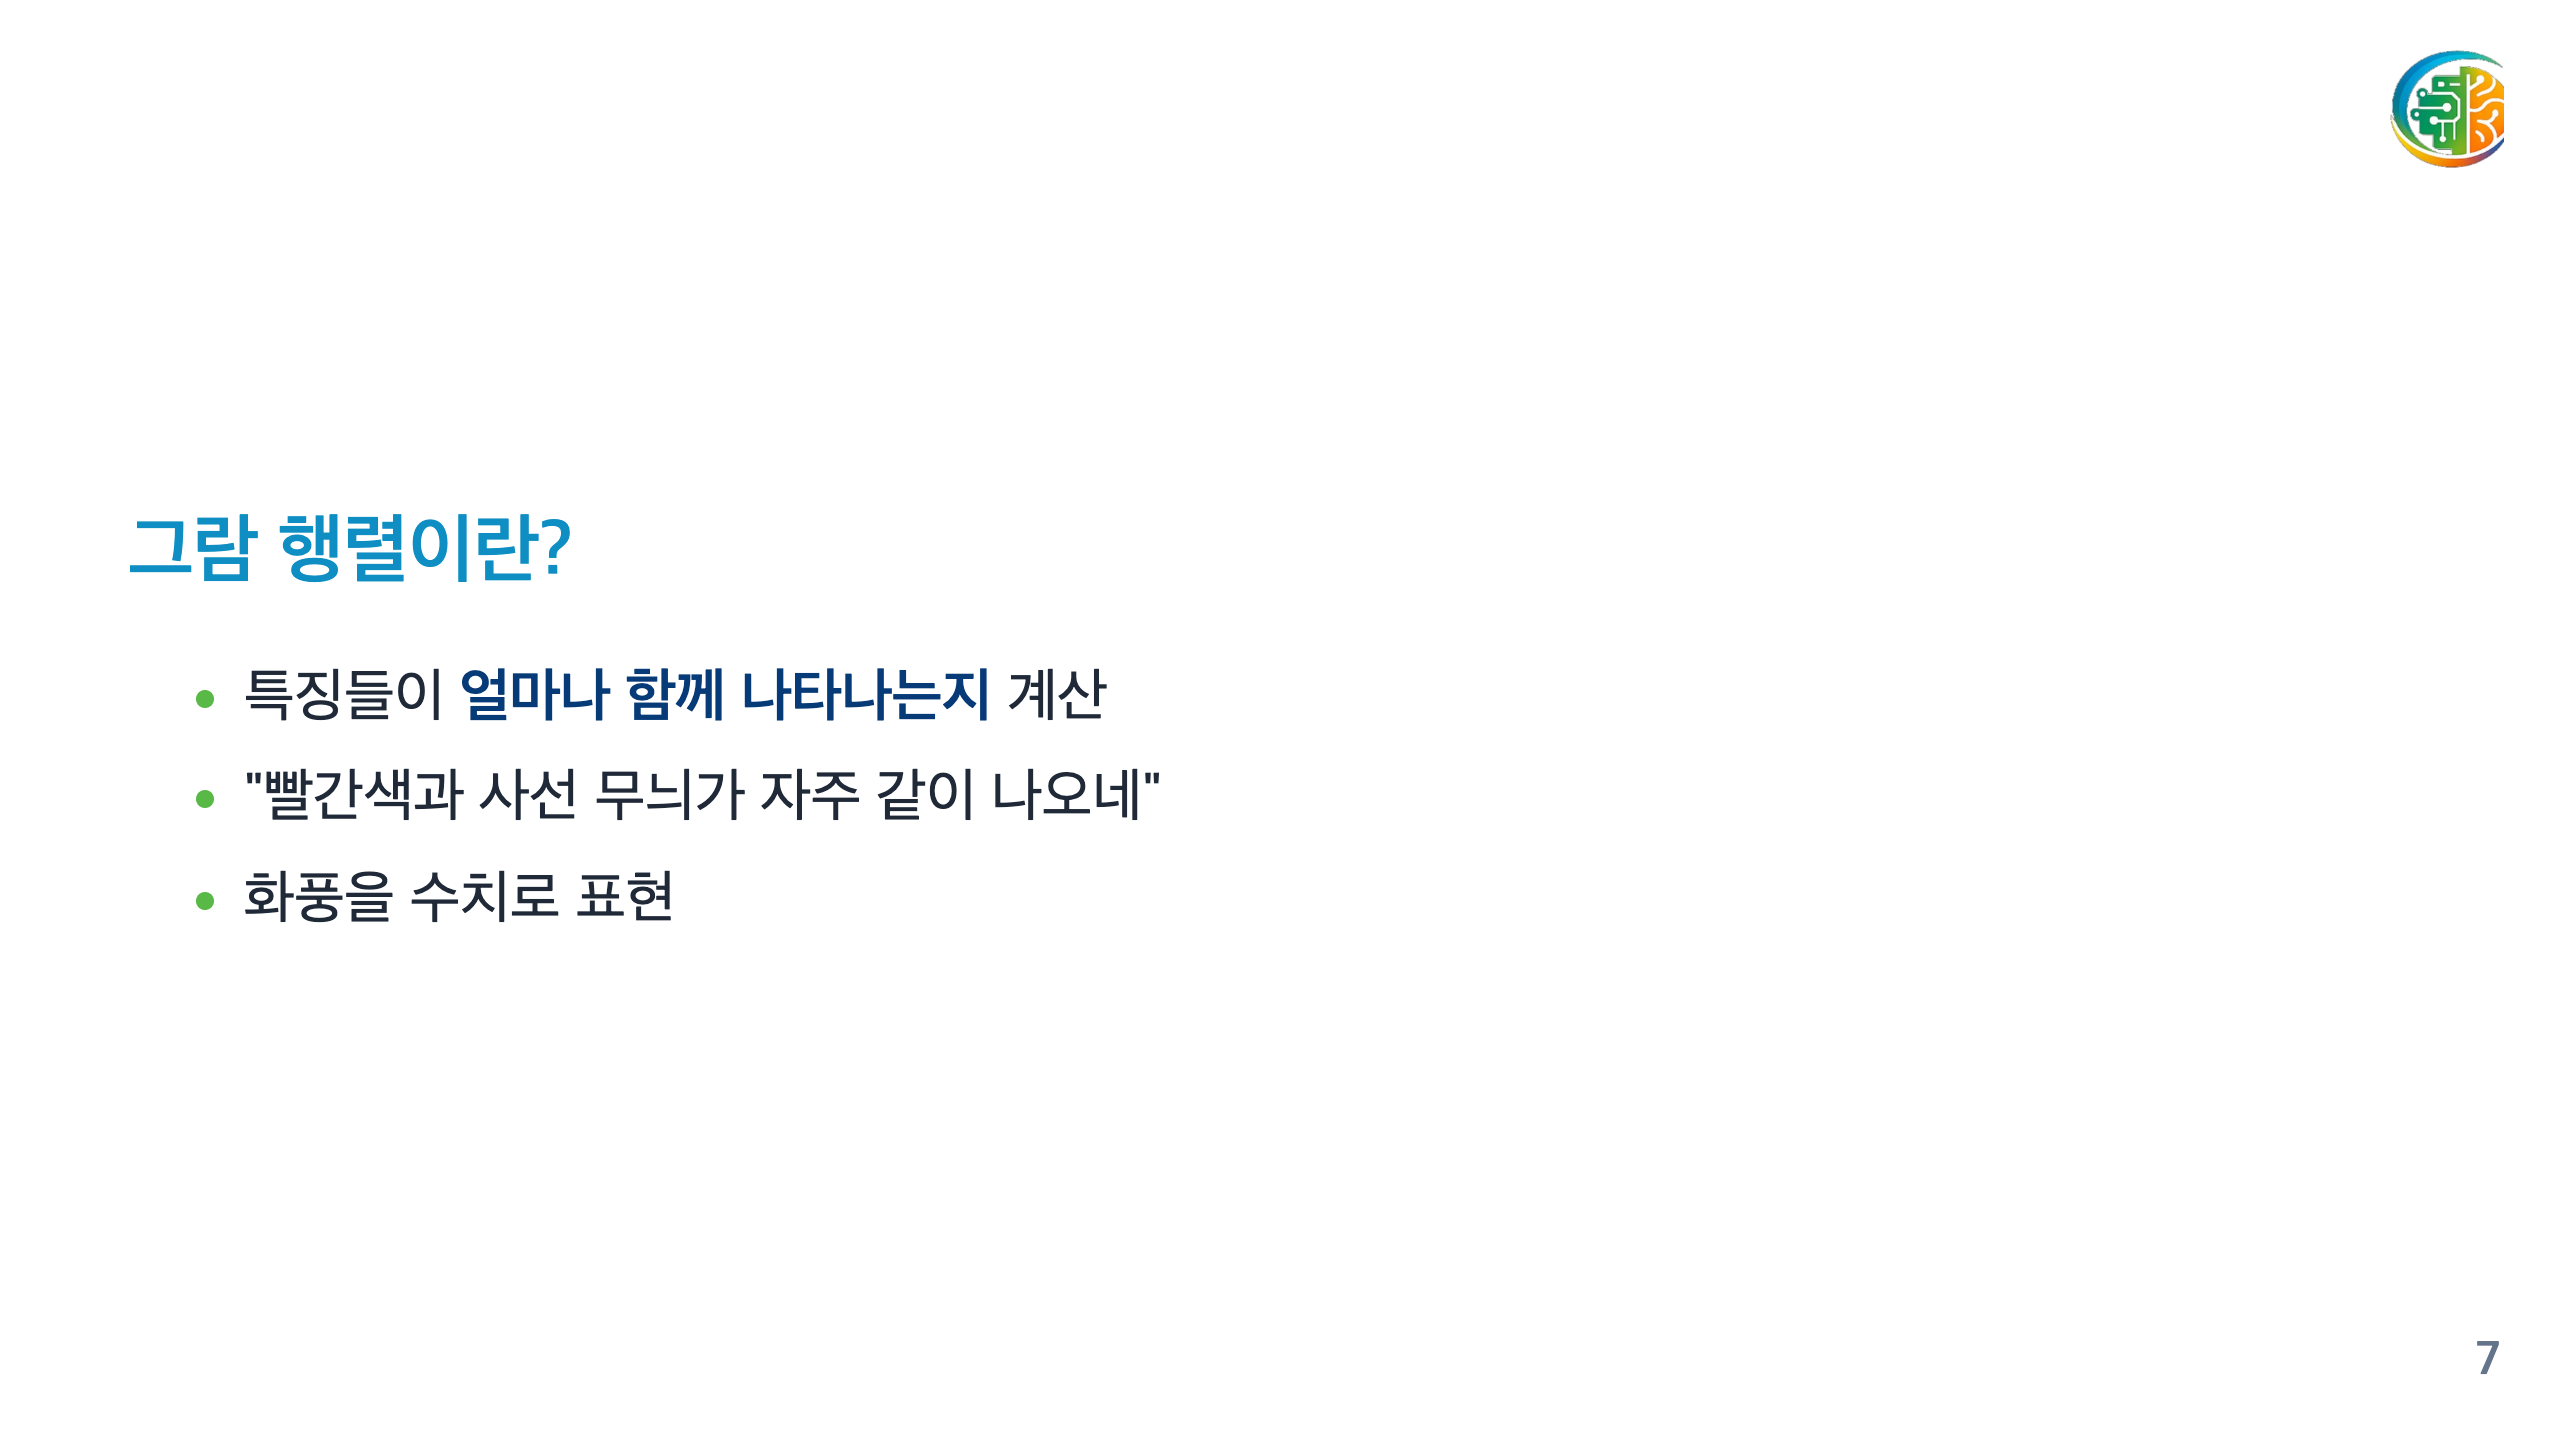 그람 행렬이란?
• 특징들이 얼마나 함께 나타나는지 계산
• "빨간색과 사선 무늬가 자주 같이 나오네"
• 화풍을 수치로 표현
7